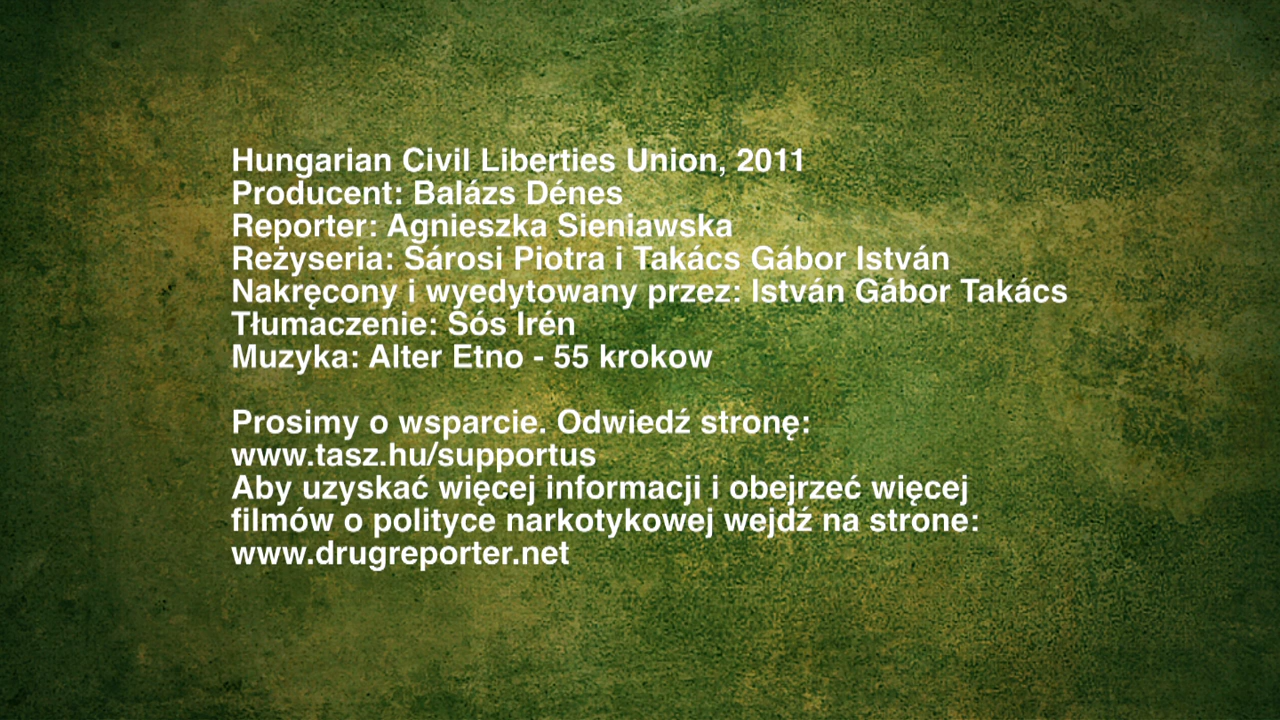 Hungarian Civil Liberties Union, 2011
Producent: Balázs Dénes
Reporter: Agnieszka Sieniawska
Reżyseria: Sárosi Piotra i Takács Gábor István
Nakręcony i wyedytowany przez: István Gábor Takács
Tłumaczenie: Sós Irén
Muzyka: Alter Etno - 55 krokow
Prosimy o wsparcie. Odwiedź stronę:
www.tasz.hu/supportus
Aby uzyskać więcej informacji i obejrzeć więcej
filmów o polityce narkotykowej wejdź na strone:
www.drugreporter.net